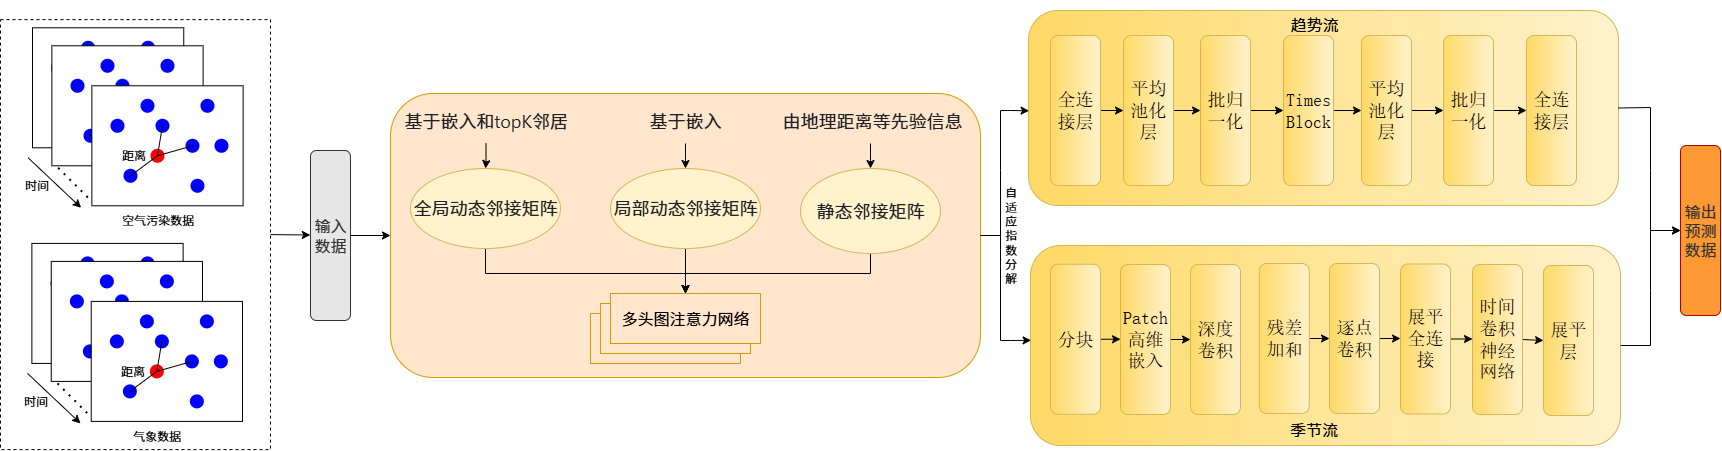 距离
时间
空气污染数据
距离
时间
气象数据
输入
数据
基于嵌入和topK邻居
基于嵌入
由地理距离等先验信息
全局动态邻接矩阵
局部动态邻接矩阵
静态邻接矩阵
多头图注意力网络
自
适
应
指
数
分
解
趋势流
全连
接层
平均
池化
层
批归
一化
Times
Block
平均
池化
层
批归
一化
全连
接层
分块
Patch
高维
嵌入
深度
卷积
残差
加和
逐点
卷积
展平
全连
接
时间
卷积
神经
网络
展平
层
季节流
输出
预测
数据